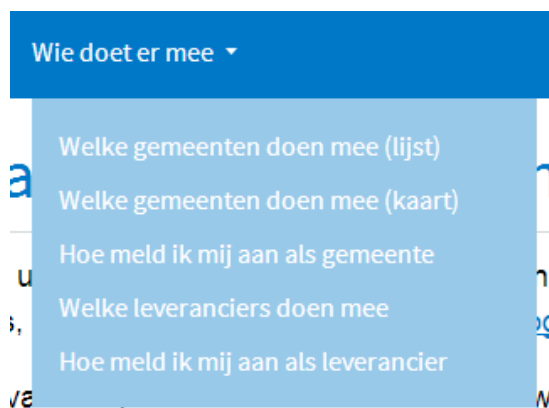 Wie doet er mee
Welke gemeenten doen mee (lijst)
Welke gemeenten doen mee (kaart)
Hoe meld ik mij aan als gemeente
Welke leveranciers doen mee
Hoe meld ik mij aan als leverancier